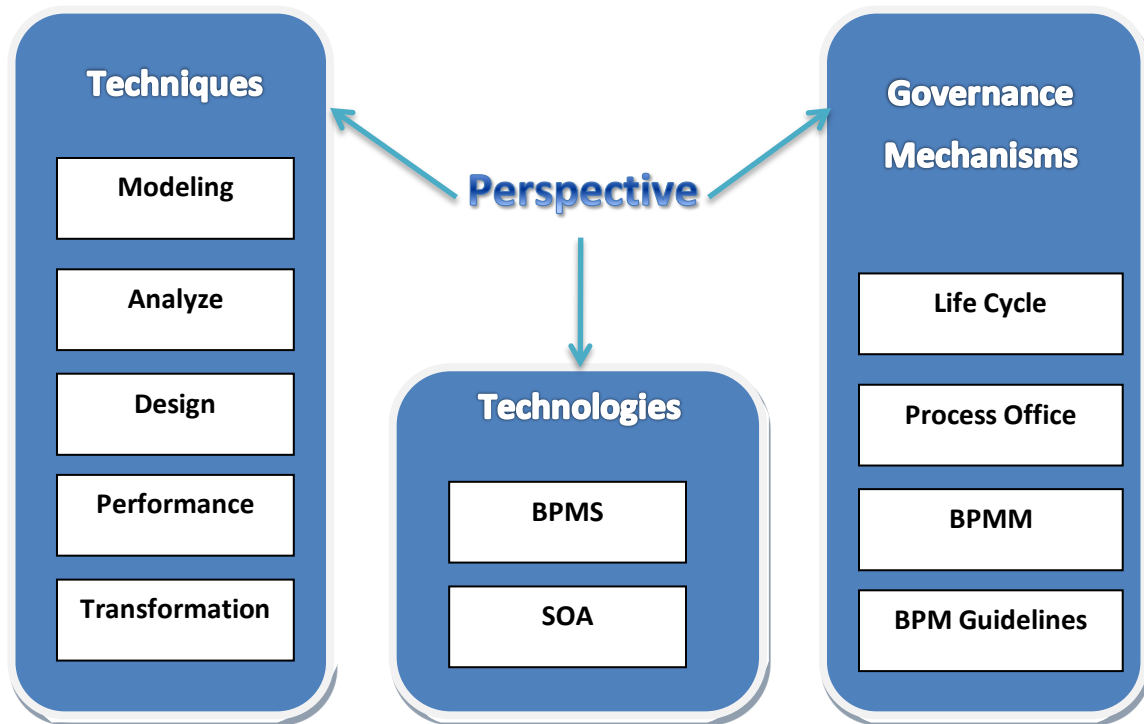 Techniques
Modeling
Analyze
Design
Performance
Transformation
Perspective
Technologies
BPMS
SOA
Governance
Mechanisms
Life Cycle
Process Office
BPMM
BPM Guidelines